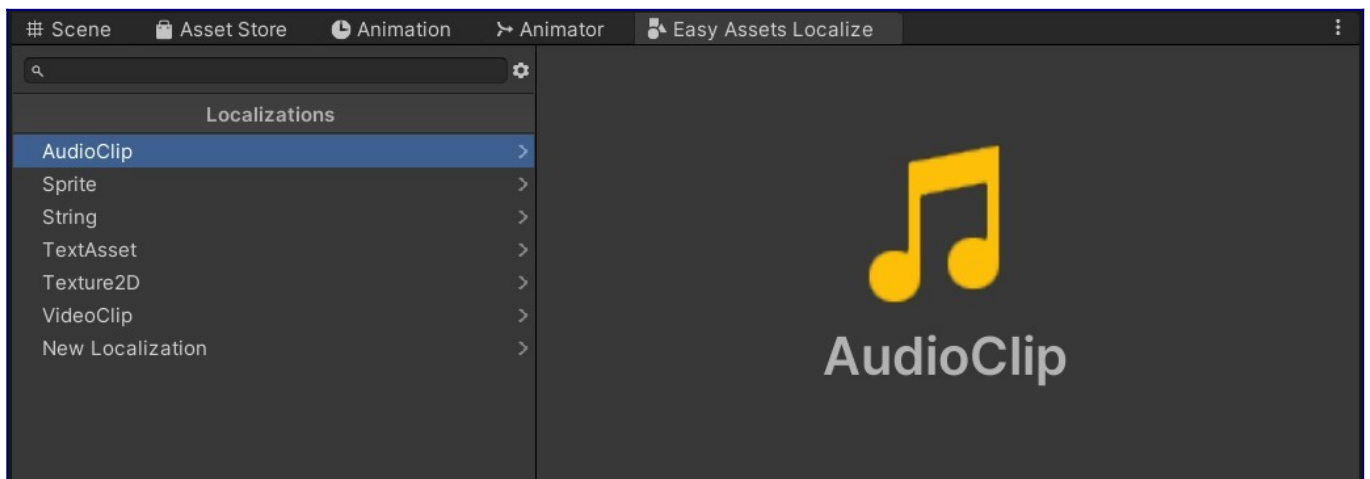 Scene Asset Store Animation Animator Easy Assets Localize
Localizations
AudioClip
Sprite
String
TextAsset
Texture2D
VideoClip
New Localization
AudioClip